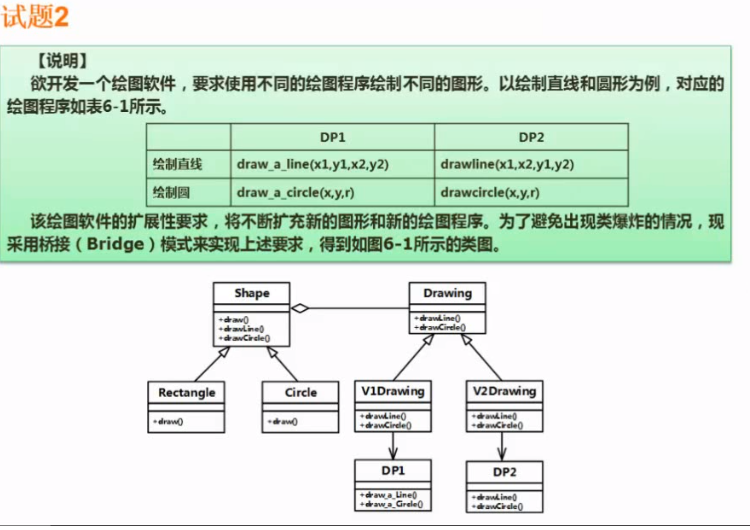 试题2
【说明】
欲开发一个绘图软件，要求使用不同的绘图程序绘制不同的图形。以绘制直线和圆形为例，对应的
绘图程序如表6-1所示。
DP1 DP2
绘制直线 draw_a_line(x1,y1,x2,y2) drawline(x1,x2,y1,y2)
绘制圆 draw_a_circle(x,y,r) drawcircle(x,y,r)
该绘图软件的扩展性要求，将不断扩充新的图形和新的绘图程序。为了避免出现类爆炸的情况，现
采用桥接（Bridge）模式来实现上述要求，得到如图6-1所示的类图。
Shape
+draw()
+drawLine()
+drawCircle()
Drawing
+drawLine()
+drawCircle()
Rectangle
+draw()
Circle
+draw()
V1Drawing
+drawLine()
+drawCircle()
V2Drawing
+drawLine()
+drawCircle()
DP1
+draw_a_Line()
+draw_a_Circle()
DP2
+drawLine()
+drawCircle()